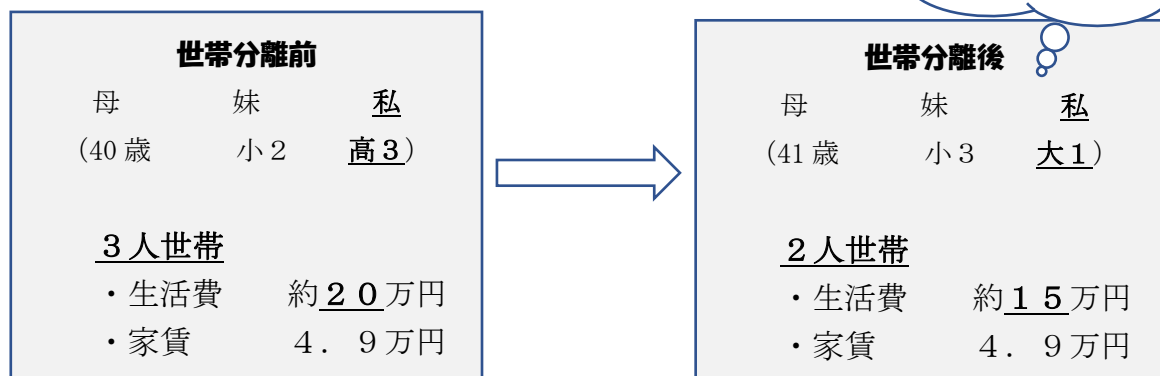 世帯分離前
母 妹 私
(40歳 小2 高3)
3人世帯
・生活費 約20万円
・家賃 4.9万円
世帯分離後
母 妹 私
(41歳 小3 大1)
2人世帯
・生活費 約15万円
・家賃 4.9万円